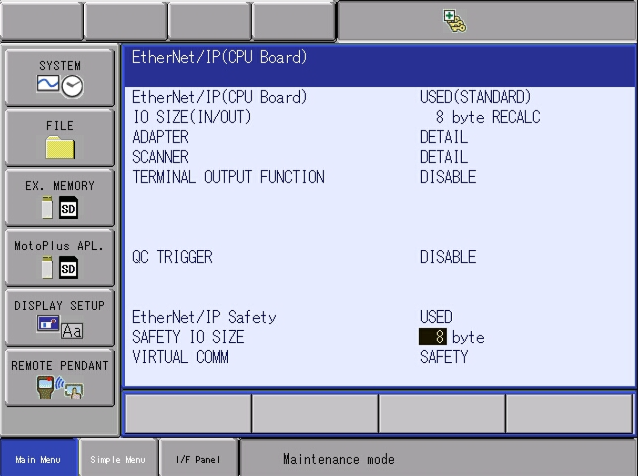 EtherNet/IP(CPU Board)
SYSTEM
FILE
EX. MEMORY
SD
MotoPlus APL.
SD
DISPLAY SETUP
Aa
REMOTE PENDANT
EtherNet/IP(CPU Board) USED(STANDARD)
IO SIZE(IN/OUT) 8 byte RECALC
ADAPTER DETAIL
SCANNER DETAIL
TERMINAL OUTPUT FUNCTION DISABLE
QC TRIGGER DISABLE
EtherNet/IP Safety USED
SAFETY IO SIZE 8 byte
VIRTUAL COMM SAFETY
Main Menu Simple Menu I/F Panel Maintenance mode